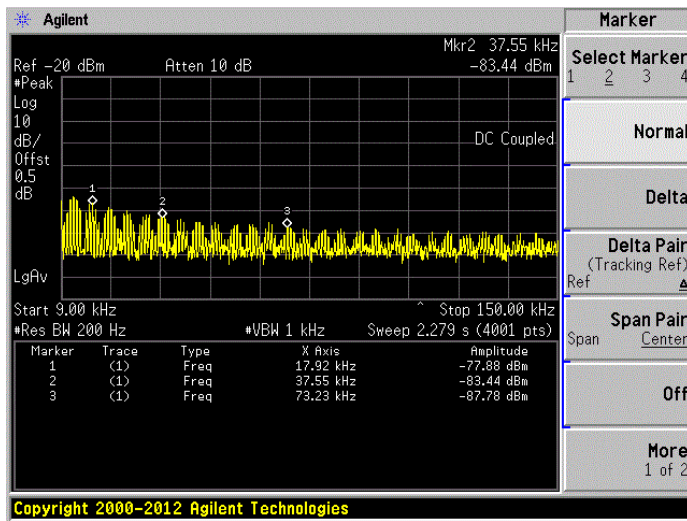 Agilent
Marker
Mkr2 37.55 kHz
Ref -20 dBm Atten 10 dB -83.44 dBm
#Peak
Log
10
dB/
Offst
0.5
dB
DC Coupled
1
2
3
LgAv
Start 9.00 kHz ^ Stop 150.00 kHz
#Res BW 200 Hz #VBW 1 kHz Sweep 2.279 s (4001 pts)
Marker Trace Type X Axis Amplitude
1 (1) Freq 17.92 kHz -77.88 dBm
2 (1) Freq 37.55 kHz -83.44 dBm
3 (1) Freq 73.23 kHz -87.78 dBm
Select Marker
1 2 3 4
Normal
Delta
Delta Pair
(Tracking Ref)
Ref Δ
Span Pair
Span Center
Off
More
1 of 2
Copyright 2000-2012 Agilent Technologies